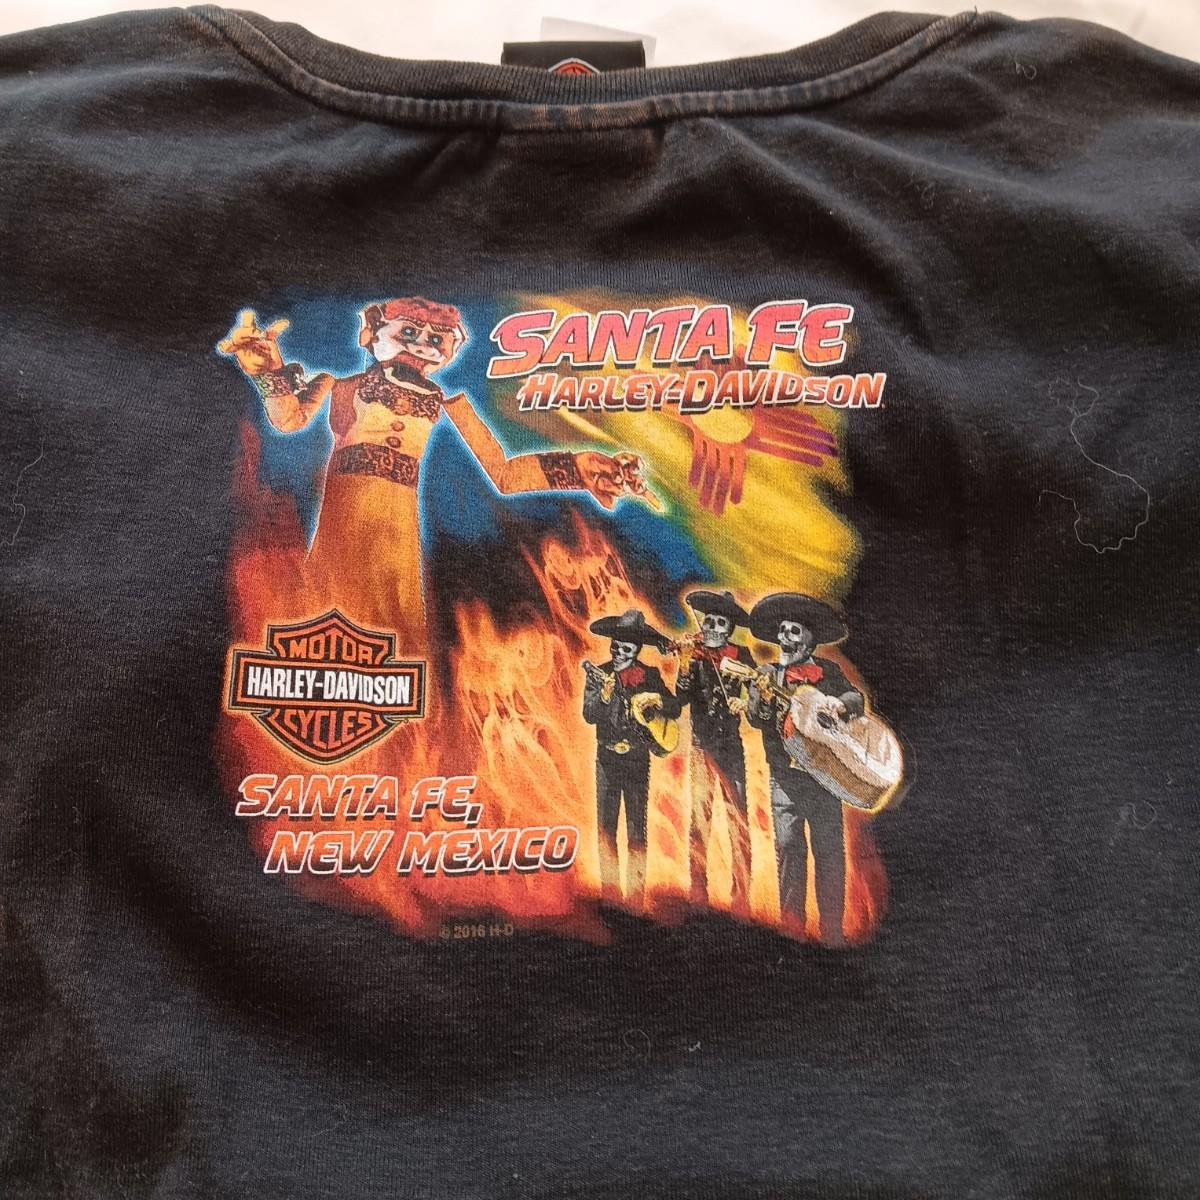 SANTA FE
HARLEY-DAVIDSON
MOTOR
HARLEY-DAVIDSON
CYCLES
SANTA FE,
NEW MEXICO
© 2016 H-D